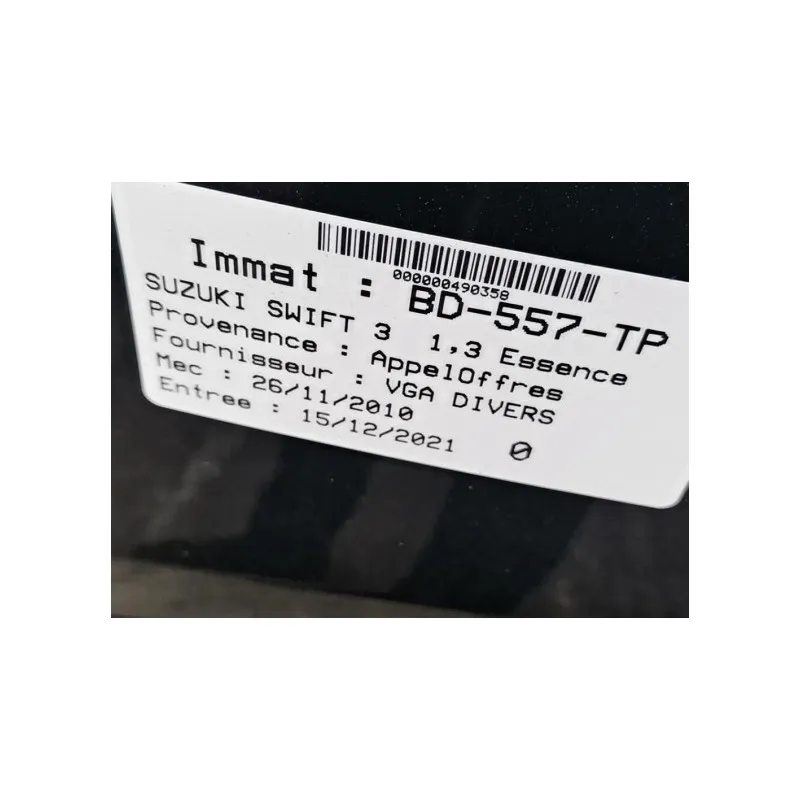 000000490358
Immat : BD-557-TP
SUZUKI SWIFT 3 1,3 Essence
Provenance : AppelOffres
Fournisseur : VGA DIVERS
Mec : 26/11/2010
Entree : 15/12/2021 0